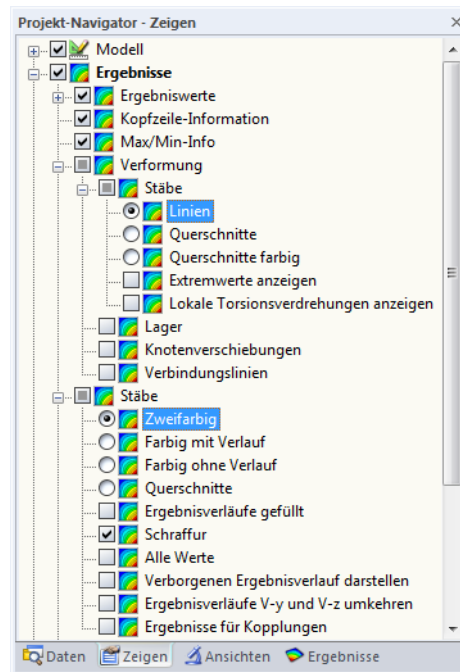 Projekt-Navigator - Zeigen
Modell
Ergebnisse
Ergebniswerte
Kopfzeile-Information
Max/Min-Info
Verformung
Stäbe
Linien
Querschnitte
Querschnitte farbig
Extremwerte anzeigen
Lokale Torsionsverdrehungen anzeigen
Lager
Knotenverschiebungen
Verbindungslinien
Stäbe
Zweifarbig
Farbig mit Verlauf
Farbig ohne Verlauf
Querschnitte
Ergebnisverläufe gefüllt
Schraffur
Alle Werte
Verborgenen Ergebnisverlauf darstellen
Ergebnisverläufe V-y und V-z umkehren
Ergebnisse für Kopplungen
Daten Zeigen Ansichten Ergebnisse